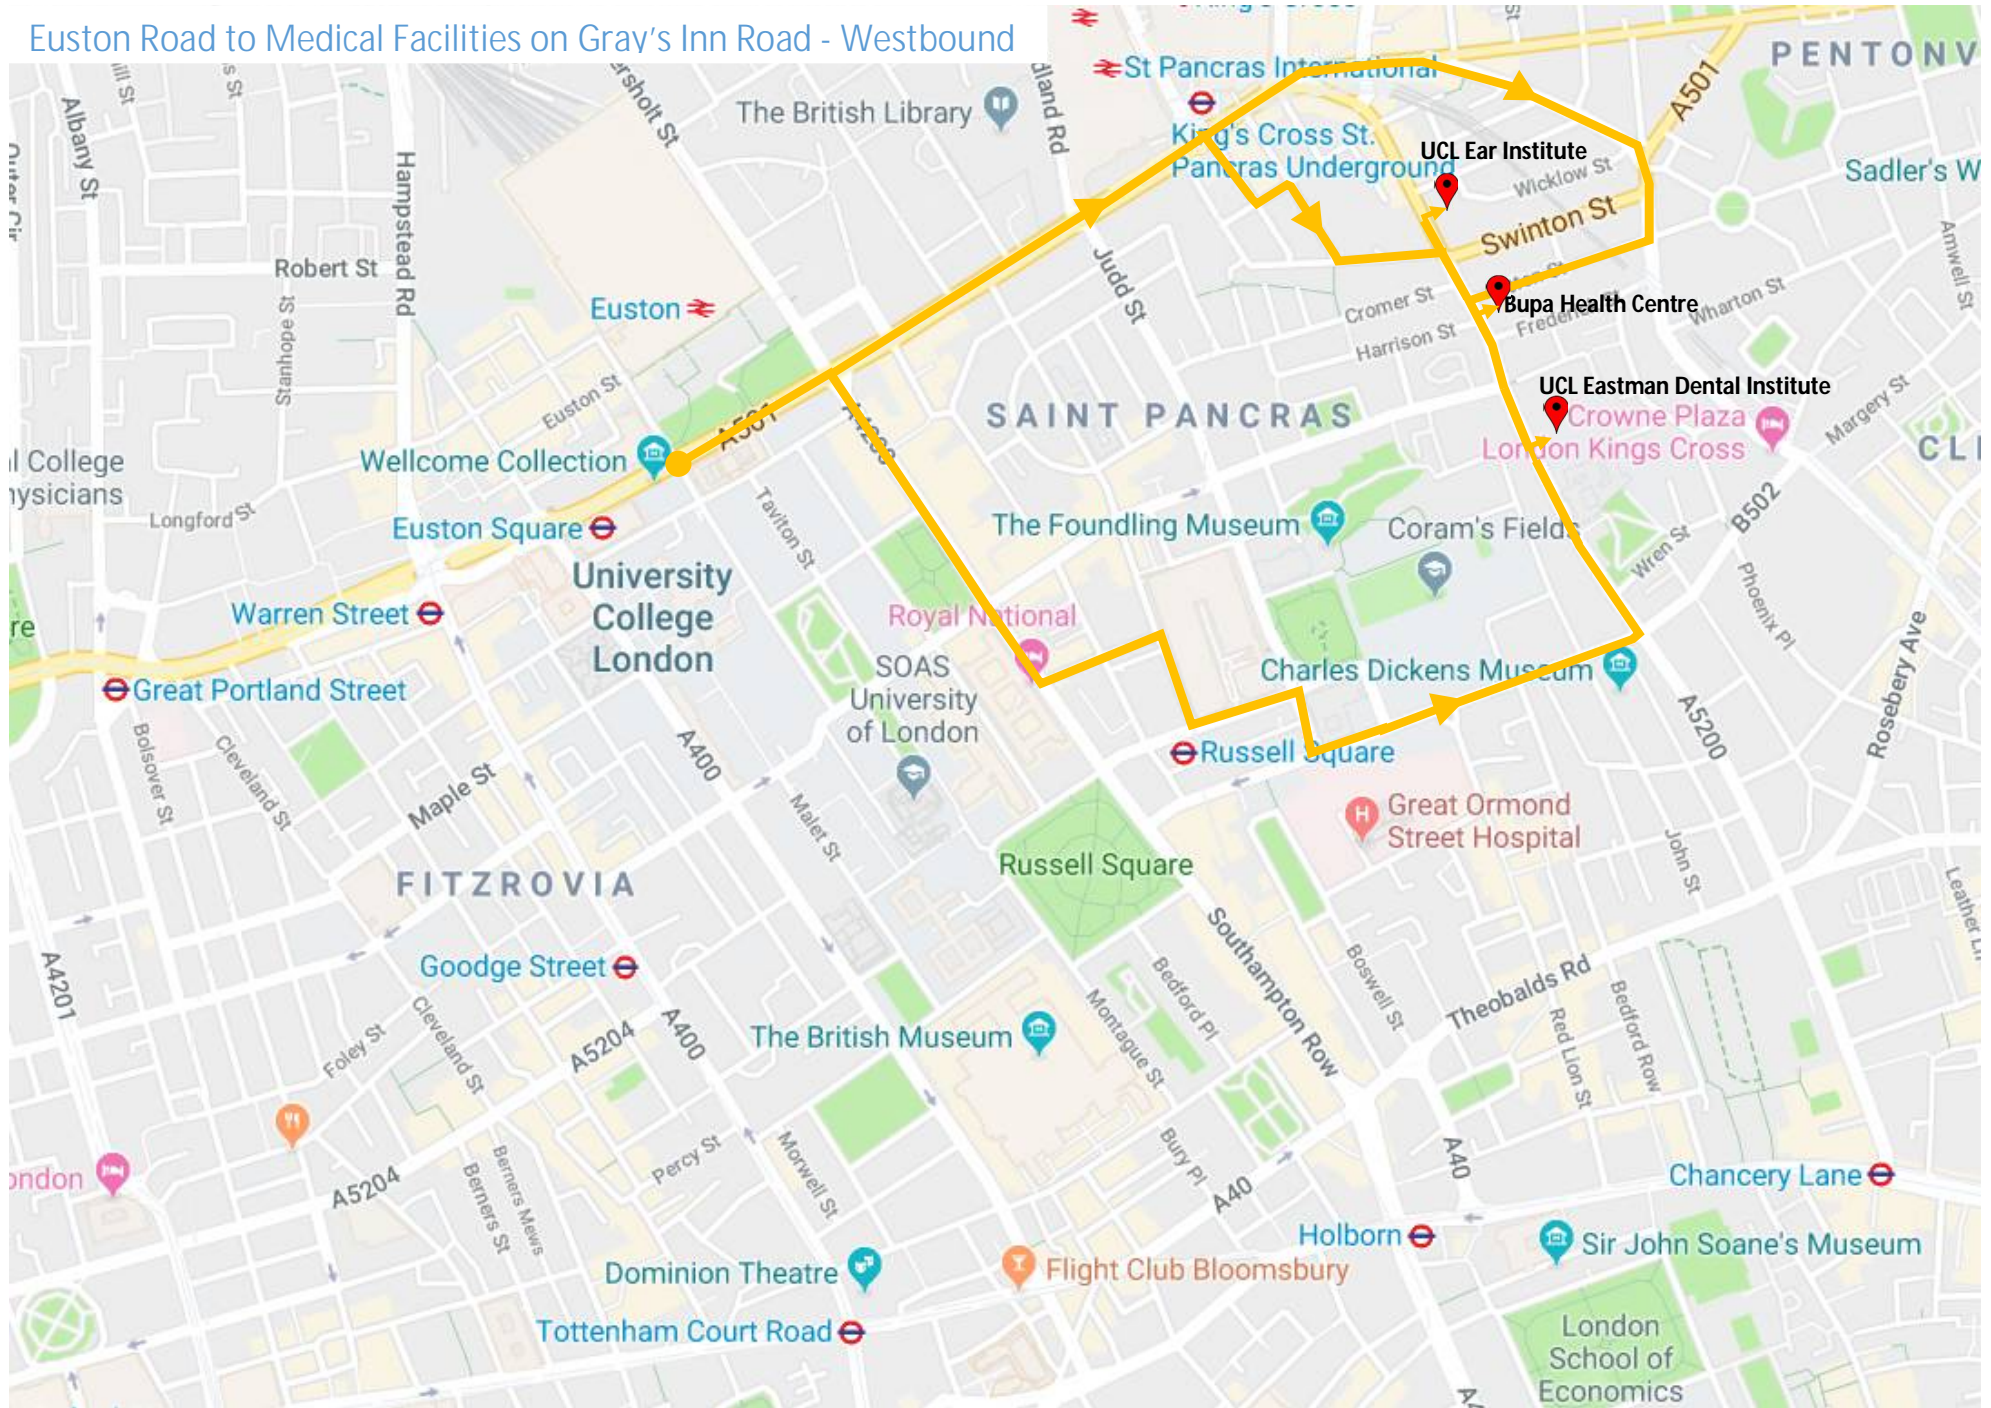 Euston Road to Medical Facilities on Gray's Inn Road - Westbound
St Pancras International
PENTONV
A501
The British Library
King's Cross St.
Pancras Underground
UCL Ear Institute
Wicklow St
Sadler's W
Albany St
Hampstead Rd
Swinton St
Amwell St
Robert St
Stanhope St
Judd St
Euston
Cromer St
Bupa Health Centre
Wharton St
Harrison St
Euston St
UCL Eastman Dental Institute
SAINT PANCRAS
Crowne Plaza
London Kings Cross
Margery St
CL
A501
Wellcome Collection
l College
hysicians
Longford St
Euston Square
Taviton St
The Foundling Museum
Coram's Fields
B502
Wren St
Phoenix Pl
University
College
London
Warren Street
re
Royal National
SOAS
University
of London
Charles Dickens Museum
Great Portland Street
Rosebery Ave
A5200
Bolsover St
Cleveland St
Maple St
A400
Russell Square
Malet St
Great Ormond
Street Hospital
John St
Russell Square
FITZROVIA
Southampton Row
Leather L
Goodge Street
A4201
Bedford Pl
Boswell St
Theobalds Rd
Bedford Row
Red Lion St
Montague St
The British Museum
Foley St
Cleveland St
A5204
A400
Percy St
Morwell St
Bury Pl
A40
A40
Chancery Lane
ondon
A5204
Berners St
Berners Mews
Holborn
Sir John Soane's Museum
Dominion Theatre
Flight Club Bloomsbury
Tottenham Court Road
London
School of
Economics